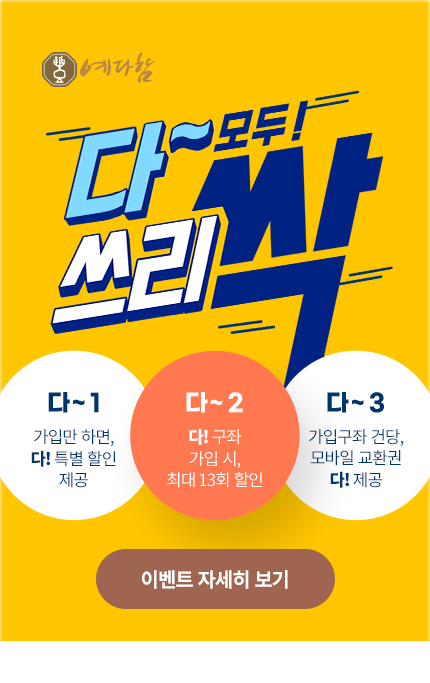 예다함
다~모두!
싹
쓰리
다~1
가입만 하면,
다! 특별 할인
제공
다~2
다! 구좌
가입 시,
최대 13회 할인
다~3
가입구좌 건당,
모바일 교환권
다! 제공
이벤트 자세히 보기